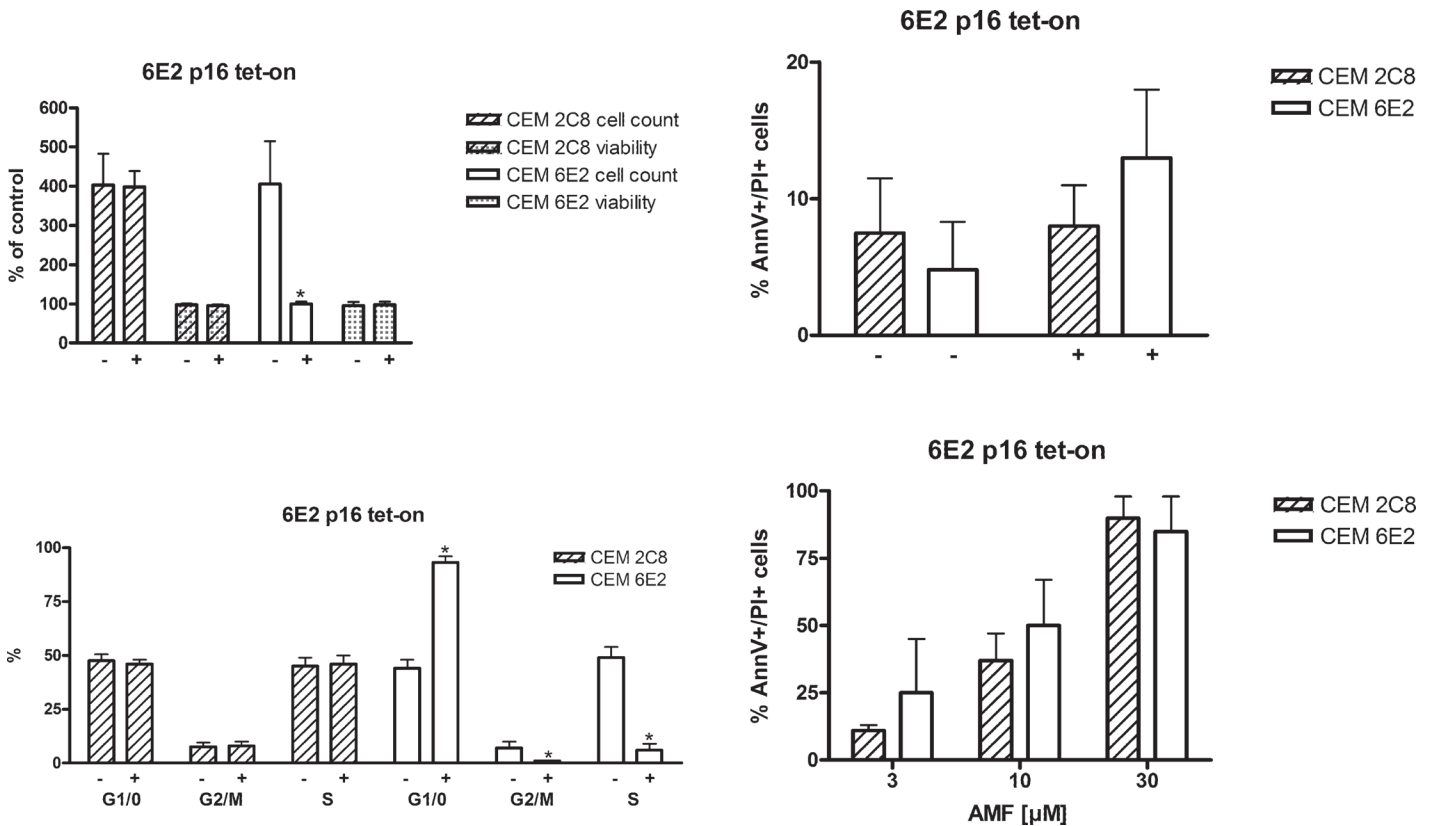 6E2 p16 tet-on
600
500
400
300
200
100
0
% of control
*
- + - + - + - +
CEM 2C8 cell count
CEM 2C8 viability
CEM 6E2 cell count
CEM 6E2 viability
6E2 p16 tet-on
20
10
0
% AnnV+/PI+ cells
- - + +
CEM 2C8
CEM 6E2
6E2 p16 tet-on
100
75
50
25
0
%
* * *
- + - + - + - + - + - +
G1/0 G2/M S G1/0 G2/M S
CEM 2C8
CEM 6E2
6E2 p16 tet-on
100
75
50
25
0
% AnnV+/PI+ cells
3 10 30
AMF [µM]
CEM 2C8
CEM 6E2